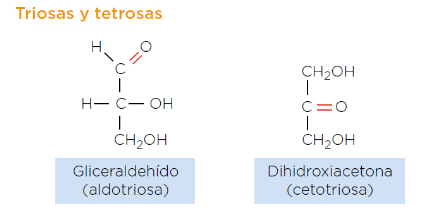 Triosas y tetrosas
H O
C
H— C— OH
CH₂OH
CH₂OH
C=O
CH₂OH
Gliceraldehído
(aldotriosa)
Dihidroxiacetona
(cetotriosa)